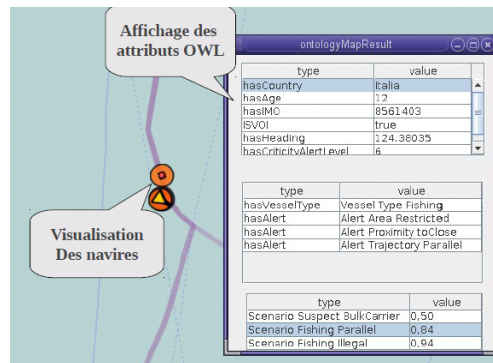 Affichage des
attributs OWL
ontologyMapResult
type value
hasCountry Italia
hasAge 12
hasIMO 8561403
ISVOI true
hasHeading 124.38035
hasCriticityAlertLevel 6
type value
hasVesselType Vessel Type Fishing
hasAlert Alert Area Restricted
hasAlert Alert Proximity toClose
hasAlert Alert Trajectory Parallel
Visualisation
Des navires
type value
Scenario Suspect BulkCarrier 0,50
Scenario Fishing Parallel 0,84
Scenario Fishing Illegal 0,94